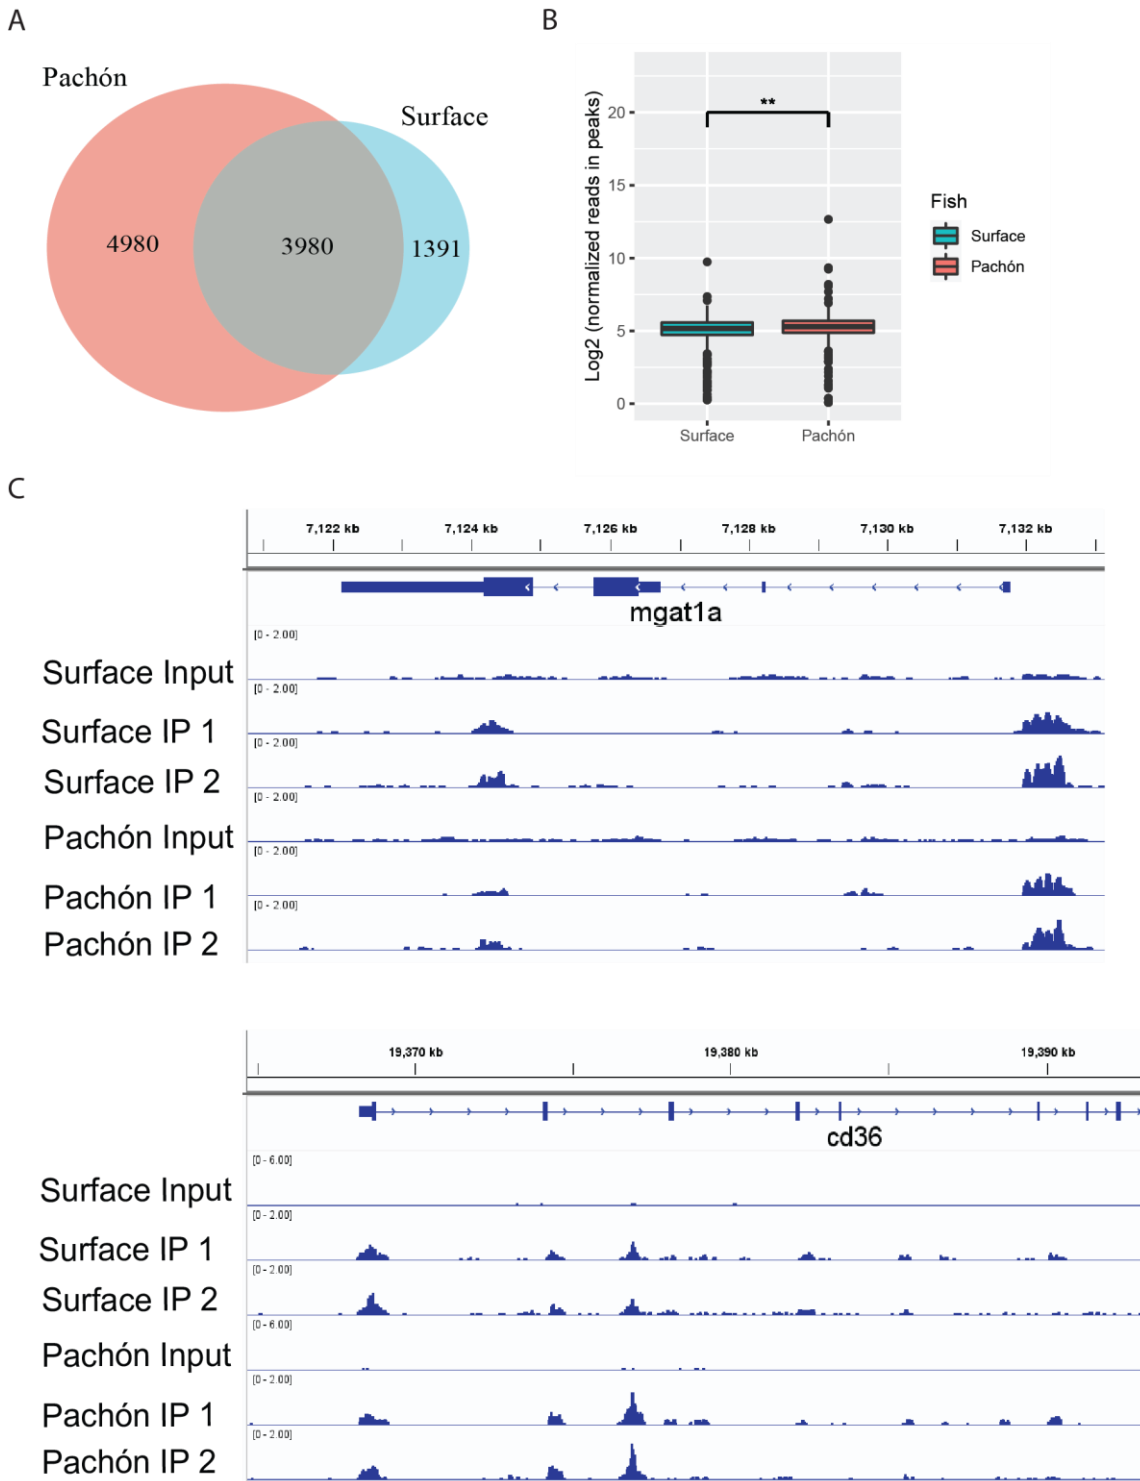 A
Pachón
Surface
4980
3980
1391
B
Log2 (normalized reads in peaks)
20
15
10
5
0
**
Surface
Pachón
Fish
Surface
Pachón
C
7,122 kb 7,124 kb 7,126 kb 7,128 kb 7,130 kb 7,132 kb
mgat1a
[0 - 2.00]
Surface Input
[0 - 2.00]
Surface IP 1
[0 - 2.00]
Surface IP 2
[0 - 2.00]
Pachón Input
[0 - 2.00]
Pachón IP 1
[0 - 2.00]
Pachón IP 2
19,370 kb 19,380 kb 19,390 kb
cd36
[0 - 6.00]
Surface Input
[0 - 2.00]
Surface IP 1
[0 - 2.00]
Surface IP 2
[0 - 6.00]
Pachón Input
[0 - 2.00]
Pachón IP 1
[0 - 2.00]
Pachón IP 2